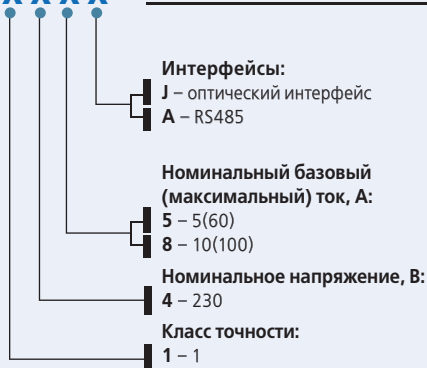 Интерфейсы:
J – оптический интерфейс
A – RS485
Номинальный базовый
(максимальный) ток, А:
5 – 5(60)
8 – 10(100)
Номинальное напряжение, В:
4 – 230
Класс точности:
1 – 1